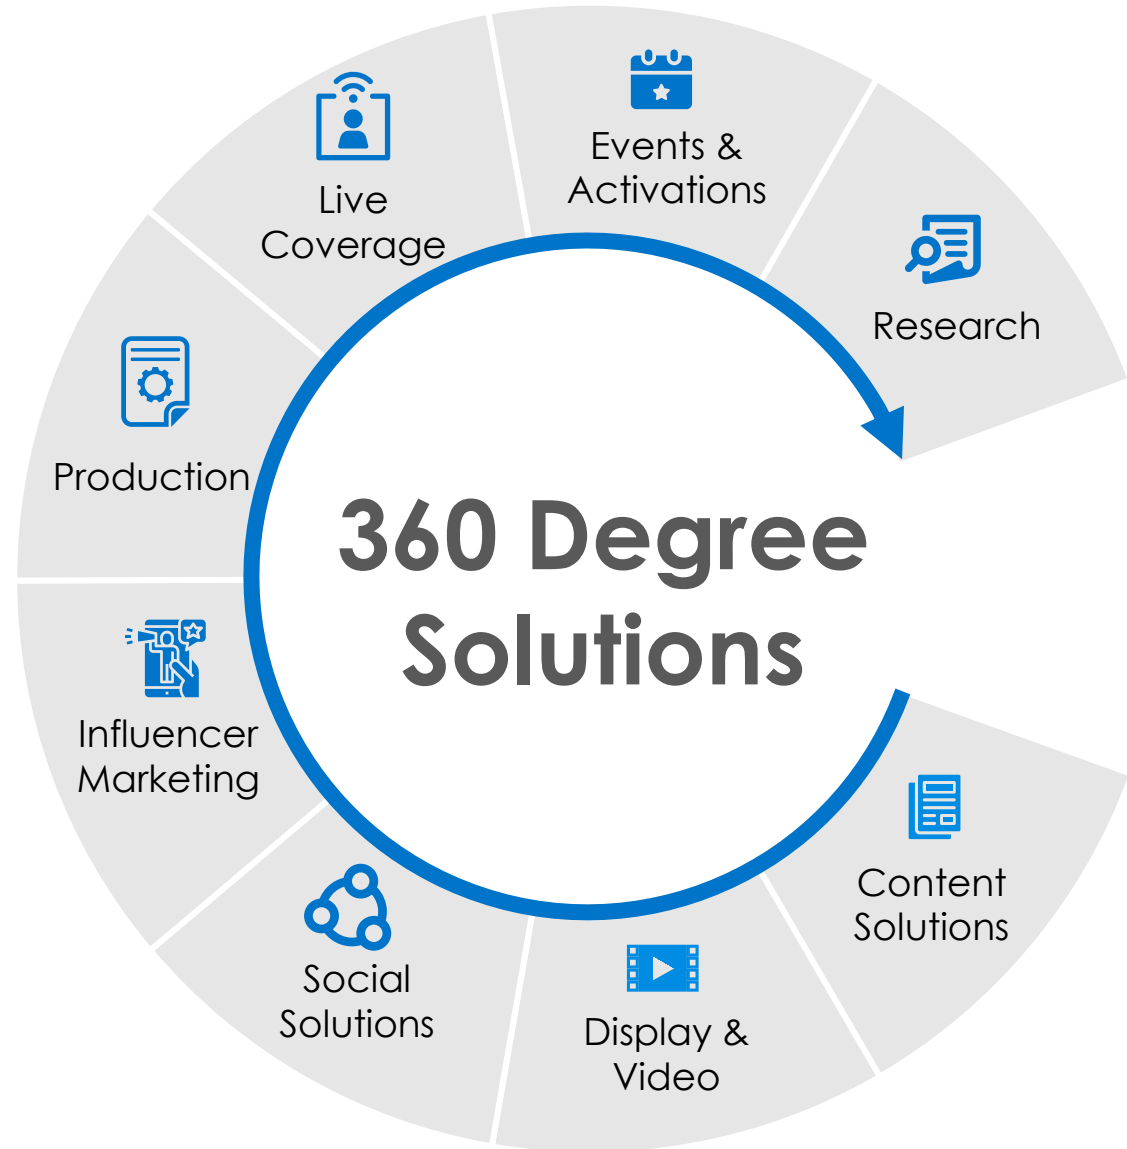 Events &
Activations
Live
Coverage
Research
Production
360 Degree
Solutions
Influencer
Marketing
Content
Solutions
Social
Solutions
Display &
Video